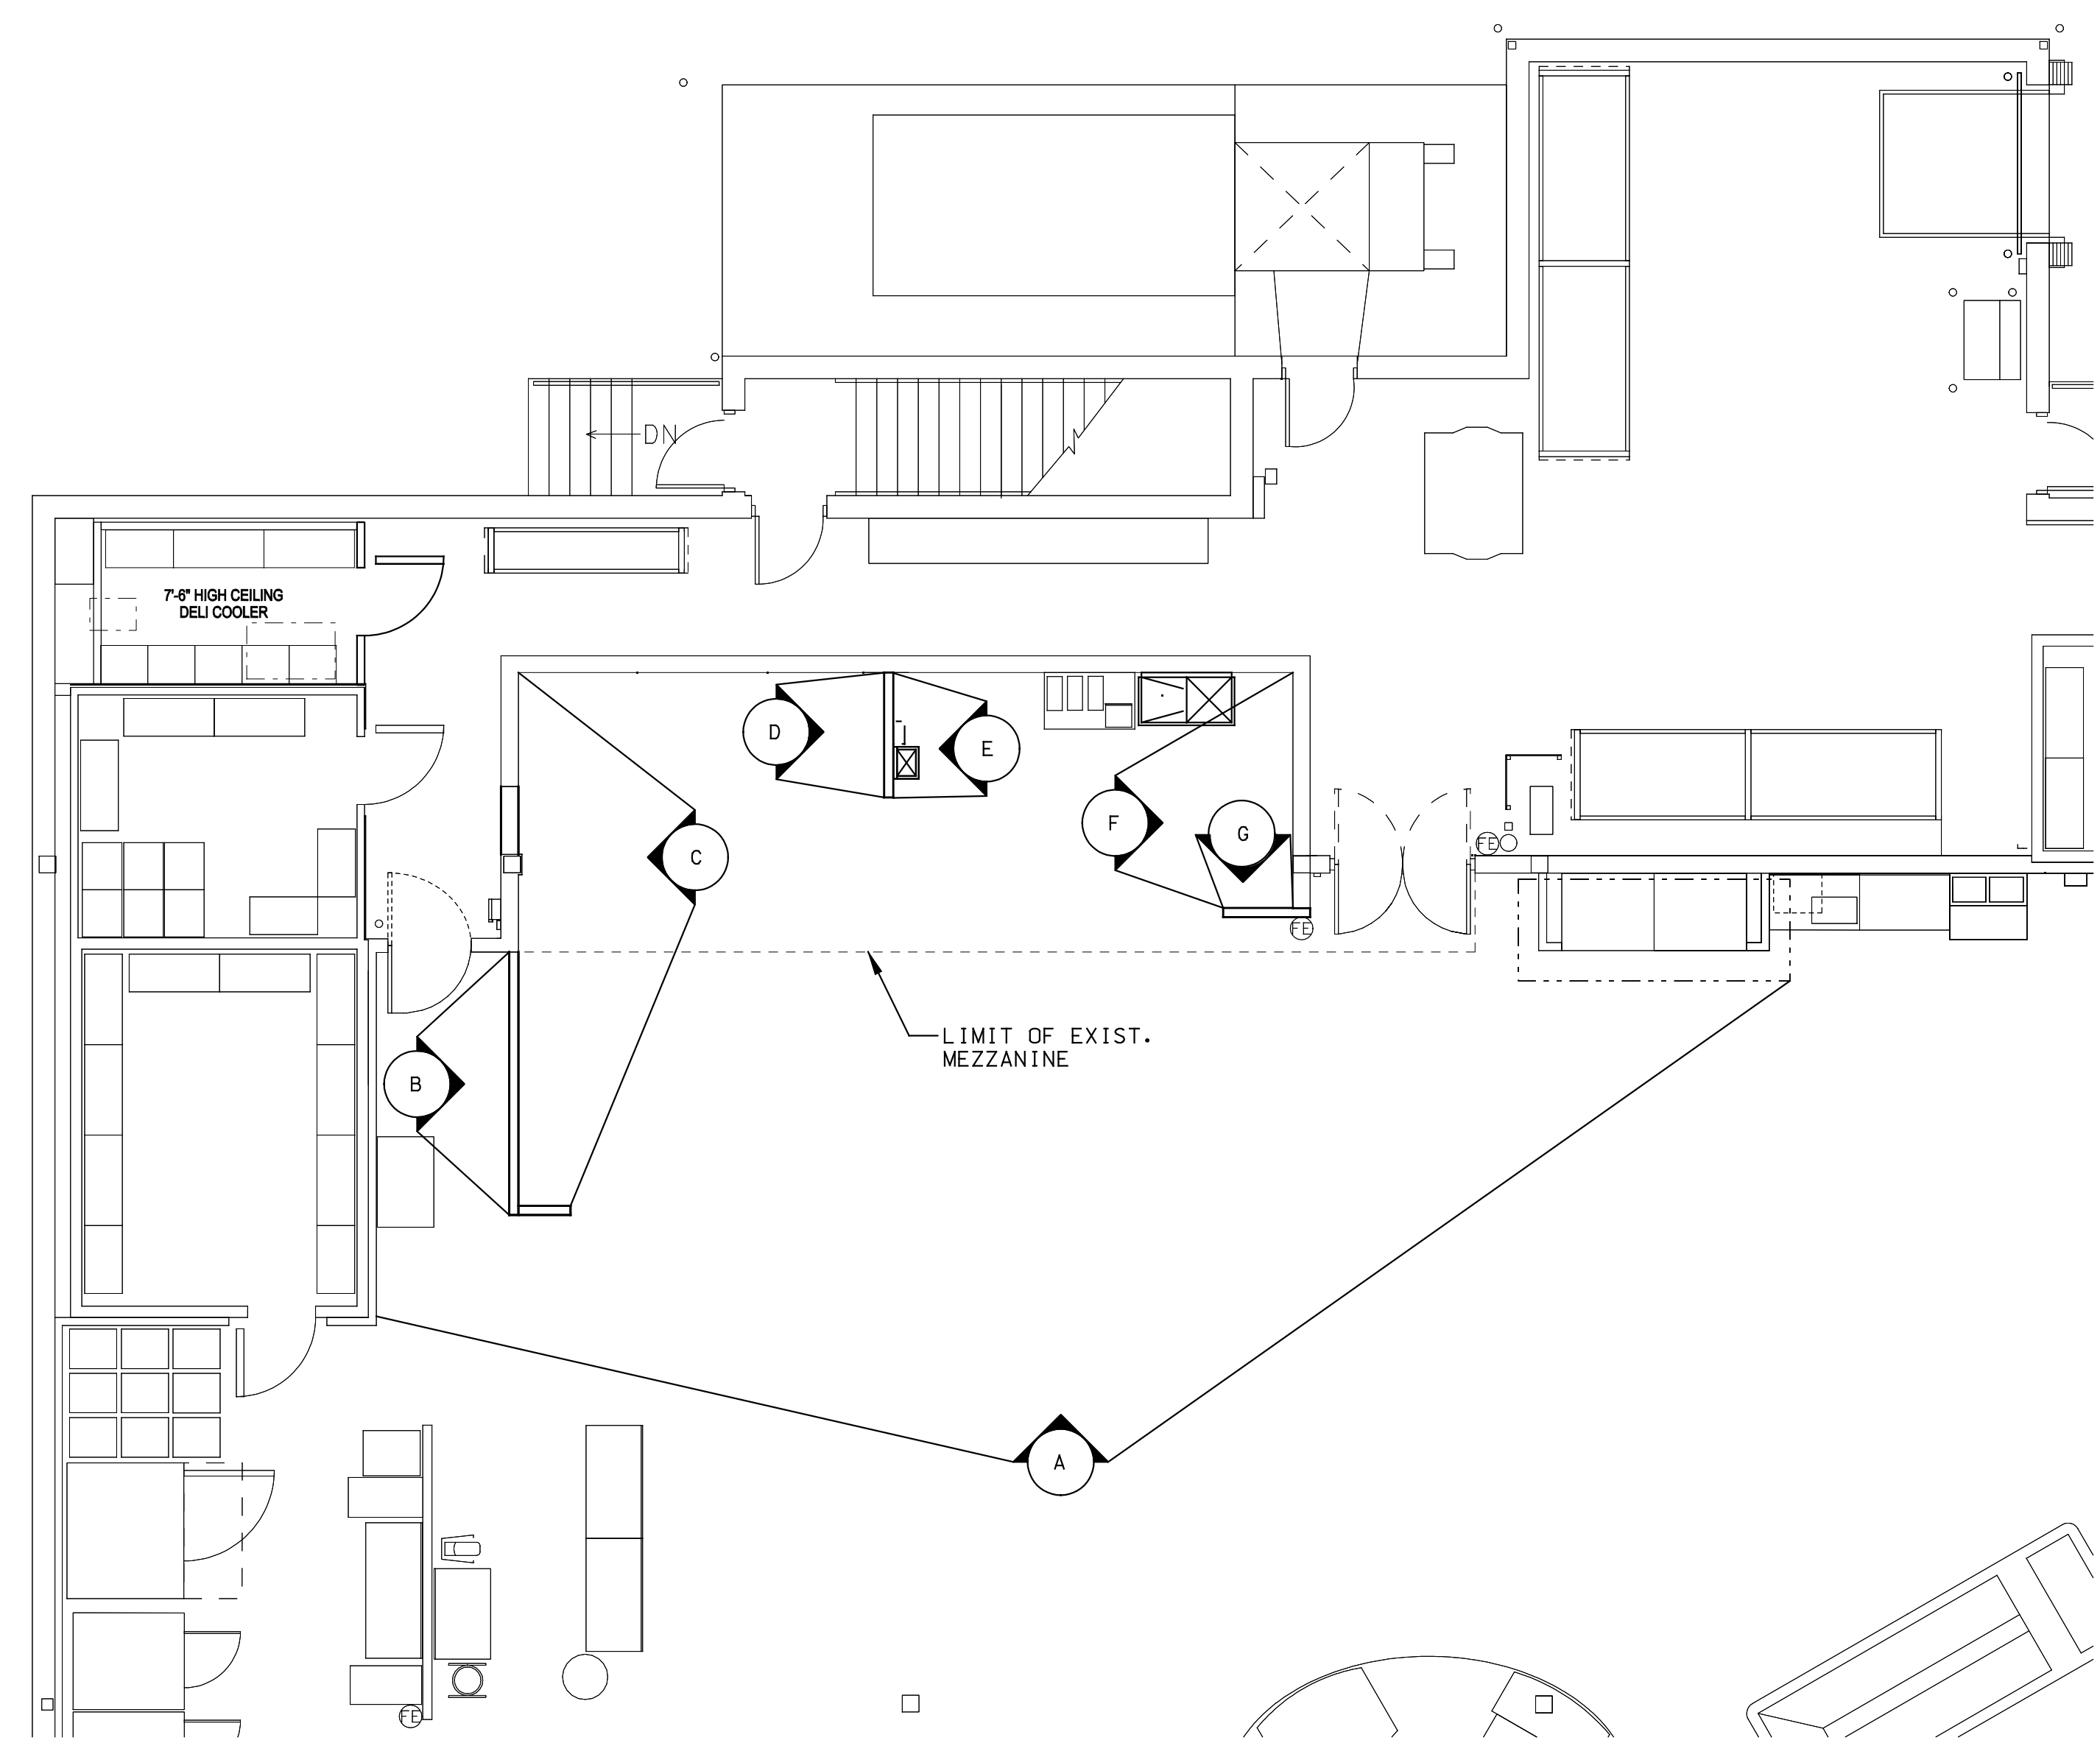 DN
7'-6" HIGH CEILING
DELI COOLER
D
E
F
G
C
FE
FE
LIMIT OF EXIST.
MEZZANINE
B
A
FE